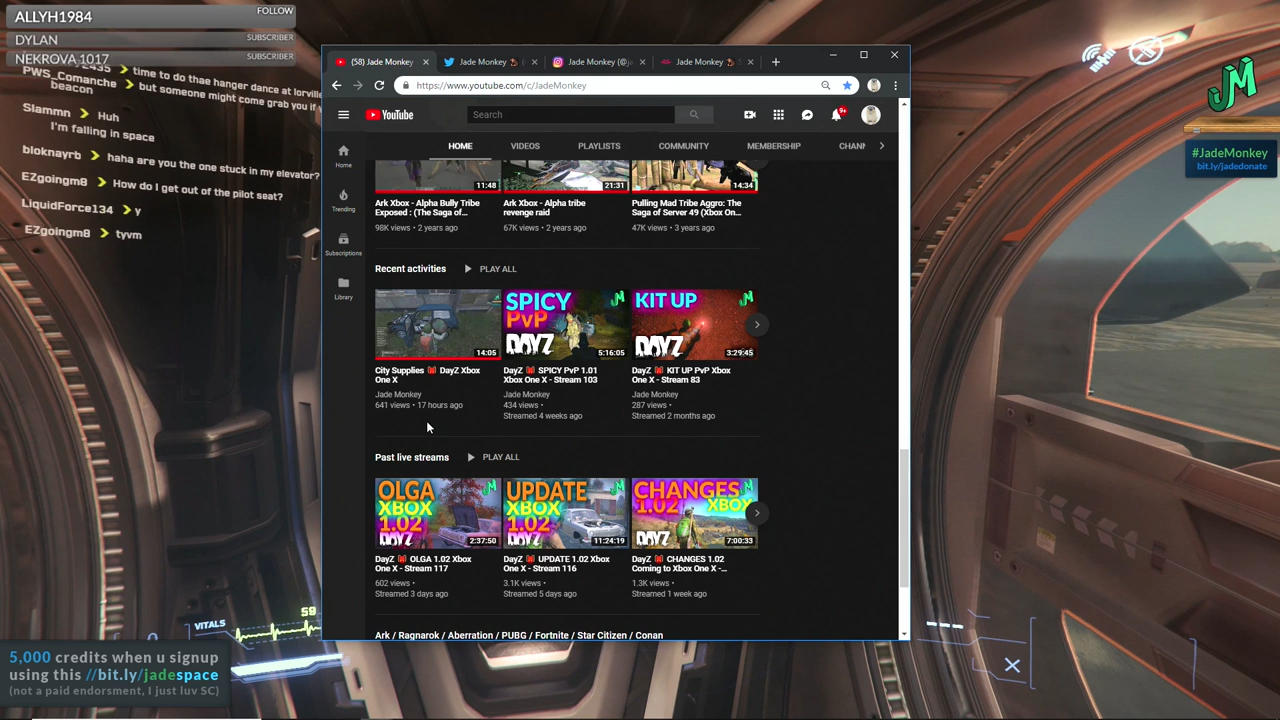 ALLYH1984 FOLLOW
DYLAN SUBSCRIBER
NEKROVA 1017 SUBSCRIBER
time to do thae hanger dance at lorville
PWS_Comanche but someone might come grab you if
beacon
Slammn Huh
I'm falling in space
bloknayrb haha are you the one stuck in my elevator?
EZgoingm8 How do I get out of the pilot seat?
LiquidForce134 y
EZgoingm8 tyvm
(58) Jade Monkey
Jade Monkey
Jade Monkey (@ja
Jade Monkey
https://www.youtube.com/c/JadeMonkey
YouTube
Search
9+
JM
#JadeMonkey
bit.ly/jadedonate
Home
Trending
Subscriptions
Library
HOME VIDEOS PLAYLISTS COMMUNITY MEMBERSHIP CHANN
11:48 21:31 14:34
Ark Xbox - Alpha Bully Tribe Ark Xbox - Alpha tribe Pulling Mad Tribe Aggro: The
Exposed : (The Saga of... revenge raid Saga of Server 49 (Xbox On...
98K views • 2 years ago 67K views • 2 years ago 47K views • 3 years ago
Recent activities PLAY ALL
SPICY KIT UP
PvP
DAYZ DAYZ
14:05 5:16:05 3:29:45
City Supplies DayZ Xbox DayZ SPICY PvP 1.01 DayZ KIT UP PvP Xbox
One X Xbox One X - Stream 103 One X - Stream 83
Jade Monkey Jade Monkey Jade Monkey
641 views • 17 hours ago 434 views • 287 views •
Streamed 4 weeks ago Streamed 2 months ago
Past live streams PLAY ALL
OLGA UPDATE CHANGES
XBOX XBOX 1.02 XBOX
1.02 1.02
DAYZ DAYZ DAYZ
2:37:50 11:24:19 7:00:33
DayZ OLGA 1.02 Xbox DayZ UPDATE 1.02 Xbox DayZ CHANGES 1.02
One X - Stream 117 One X - Stream 116 Coming to Xbox One X -...
602 views • 3.1K views • 1.3K views •
Streamed 3 days ago Streamed 5 days ago Streamed 1 week ago
Ark / Ragnarok / Aberration / PUBG / Fortnite / Star Citizen / Conan
VITALS
59
5,000 credits when u signup
using this //bit.ly/jadespace
(not a paid endorsment, I just luv SC)